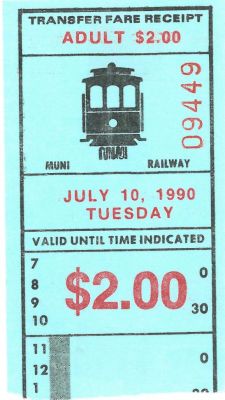 TRANSFER FARE RECEIPT
ADULT $2.00
09449
MUNI RAILWAY
JULY 10, 1990
TUESDAY
VALID UNTIL TIME INDICATED
7
8 0
$2.00
9
10 30
11
12 0
1